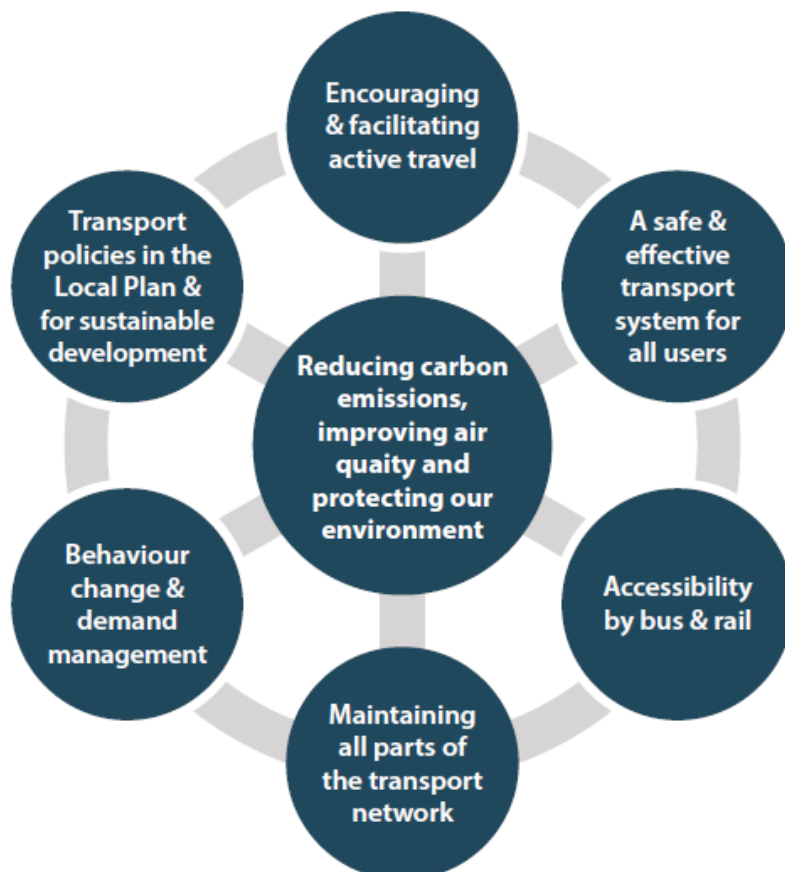 Encouraging
& facilitating
active travel
Transport
policies in the
Local Plan &
for sustainable
development
A safe &
effective
transport
system for
all users
Reducing carbon
emissions,
improving air
quaity and
protecting our
environment
Behaviour
change &
demand
management
Accessibility
by bus & rail
Maintaining
all parts of
the transport
network